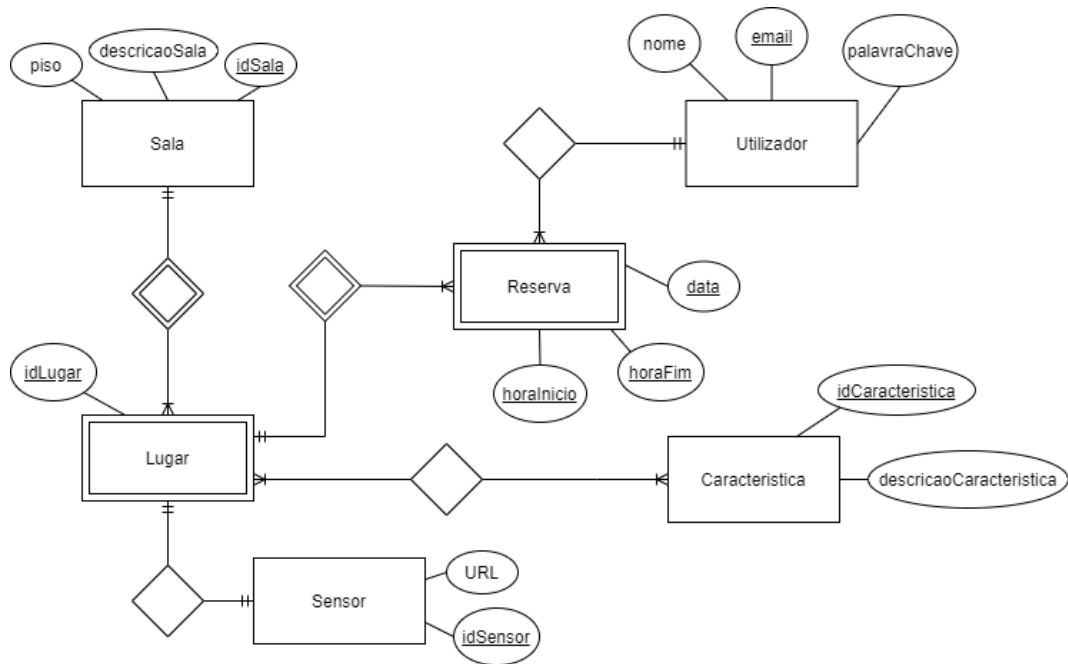 descricaoSala
piso
idSala
Sala
nome
email
palavraChave
Utilizador
Reserva
data
horaInicio
horaFim
idLugar
Lugar
idCaracteristica
Caracteristica
descricaoCaracteristica
Sensor
URL
idSensor